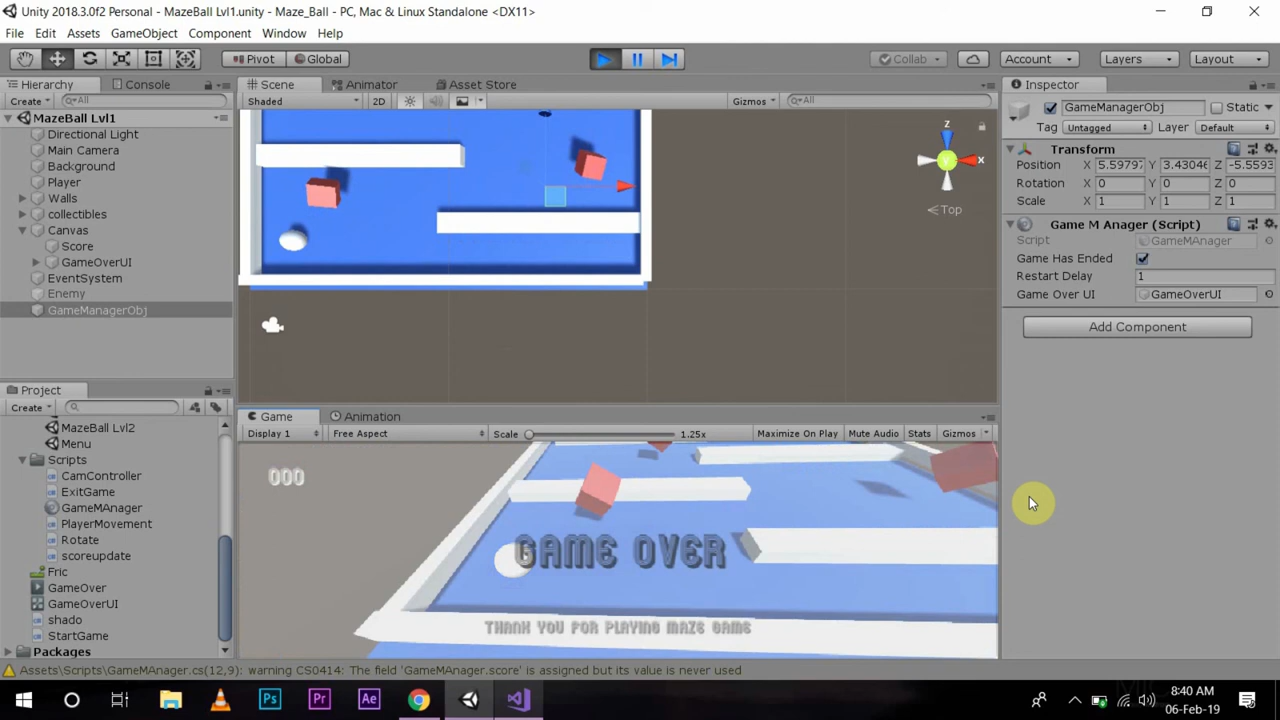 Unity 2018.3.0f2 Personal - MazeBall Lvl1.unity - Maze_Ball - PC, Mac & Linux Standalone <DX11>
File Edit Assets GameObject Component Window Help
Pivot Global Collab Account Layers Layout
Hierarchy Console
Create All
MazeBall Lvl1
Directional Light
Main Camera
Background
Player
Walls
collectibles
Canvas
Score
GameOverUI
EventSystem
Enemy
GameManagerObj
Project
Create
MazeBall Lvl2
Menu
Scripts
CamController
ExitGame
GameMAnager
PlayerMovement
Rotate
scoreupdate
Fric
GameOver
GameOverUI
shado
StartGame
Packages
Scene Animator Asset Store
Shaded 2D Gizmos All
z
x
y
Top
Game Animation
Display 1 Free Aspect Scale 1.25x Maximize On Play Mute Audio Stats Gizmos
000
GAME OVER
THANK YOU FOR PLAYING MAZE GAME
Inspector
GameManagerObj Static
Tag Untagged Layer Default
Transform
Position X 5.59797 Y 3.43046 Z -5.5593
Rotation X 0 Y 0 Z 0
Scale X 1 Y 1 Z 1
Game M Anager (Script)
Script GameMAnager
Game Has Ended
Restart Delay 1
Game Over UI GameOverUI
Add Component
Assets\Scripts\GameMAnager.cs(12,9): warning CS0414: The field 'GameMAnager.score' is assigned but its value is never used
Ps Pr Ae
8:40 AM
06-Feb-19